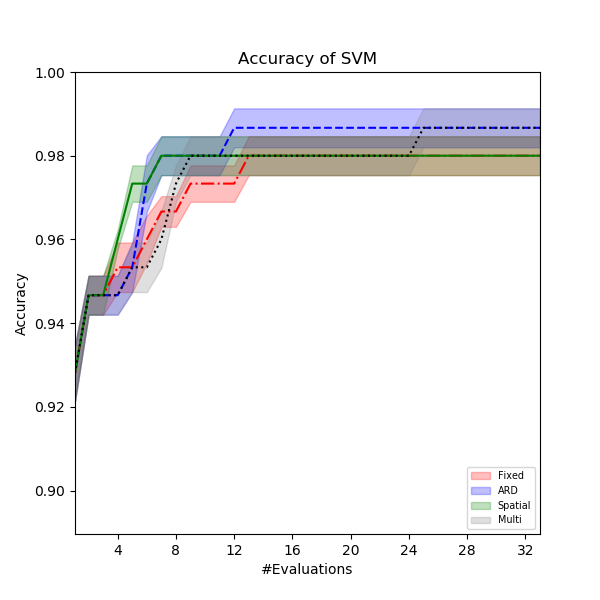 Accuracy of SVM
1.00
0.98
0.96
0.94
0.92
0.90
Accuracy
Fixed
ARD
Spatial
Multi
4 8 12 16 20 24 28 32
#Evaluations